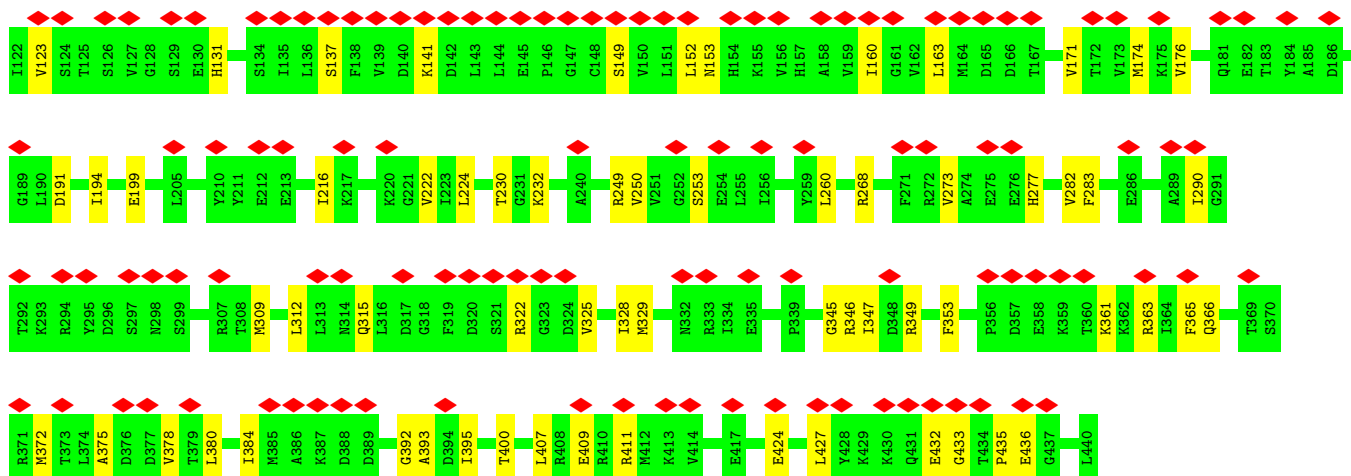 I122 V123 S124 T125 S126 V127 G128 S129 E130 H131 S134 I135 L136 S137 F138 V139 D140 K141 D142 L143 L144 E145 P146 G147 C148 S149 V150 L151 L152 N153 H154 K155 V156 H157 A158 V159 I160 G161 V162 L163 M164 D165 D166 T167 V171 T172 V173 M174 K175 V176 Q181 E182 T183 Y184 A185 D186
G189 L190 D191 I194 E199 L205 Y210 Y211 E212 E213 I216 K217 K220 G221 V222 I223 L224 T230 G231 K232 A240 R249 V250 V251 G252 S253 E254 L255 I256 Y259 L260 R268 F271 R272 V273 A274 E275 E276 H277 V282 F283 E286 A289 I290 G291
T292 K293 R294 Y295 D296 S297 N298 S299 R307 T308 M309 L312 L313 N314 Q315 L316 D317 G318 F319 D320 S321 R322 G323 D324 V325 I328 M329 N332 R333 I334 E335 P339 G345 R346 I347 D348 R349 F353 P356 D357 E358 K359 T360 K361 K362 R363 I364 F365 Q366 T369 S370
R371 M372 T373 L374 A375 D376 D377 V378 T379 L380 I384 M385 A386 K387 D388 D389 G392 A393 D394 I395 T400 L407 R408 E409 R410 R411 M412 K413 V414 E417 E424 L427 Y428 K429 K430 Q431 E432 G433 T434 P435 E436 G437 L440